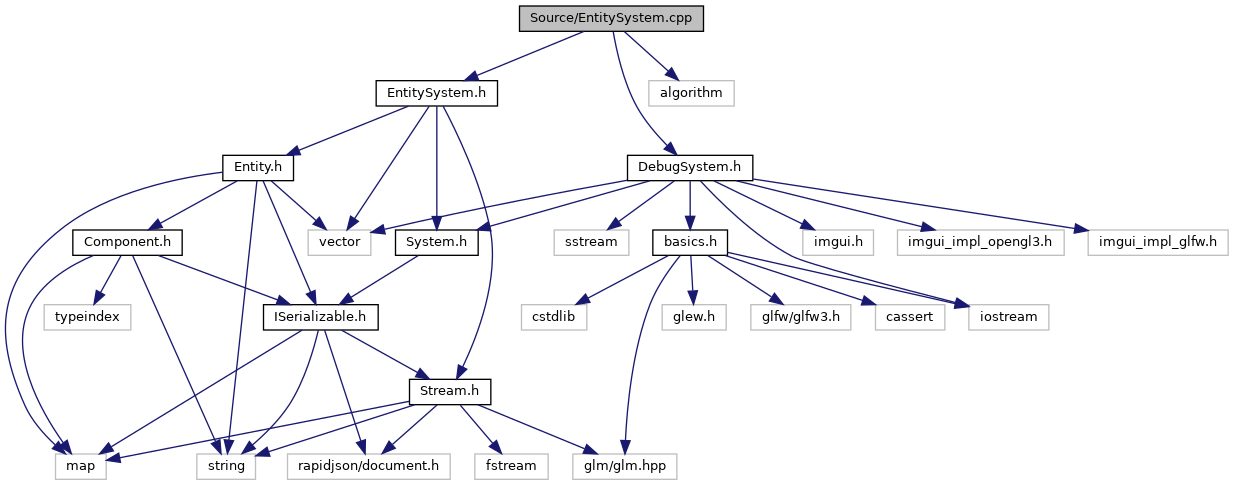 Source/EntitySystem.cpp
EntitySystem.h
algorithm
Entity.h
DebugSystem.h
Component.h
vector
System.h
sstream
basics.h
imgui.h
imgui_impl_opengl3.h
imgui_impl_glfw.h
typeindex
ISerializable.h
cstdlib
glew.h
glfw/glfw3.h
cassert
iostream
Stream.h
map
string
rapidjson/document.h
fstream
glm/glm.hpp